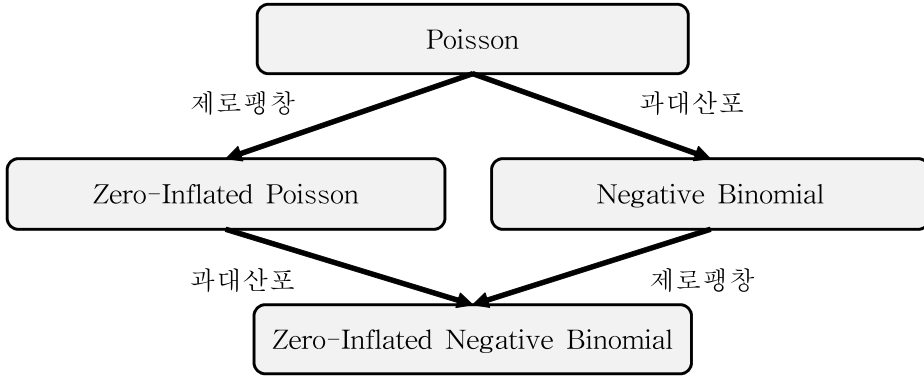 Poisson
제로팽창
과대산포
Zero-Inflated Poisson
Negative Binomial
과대산포
제로팽창
Zero-Inflated Negative Binomial